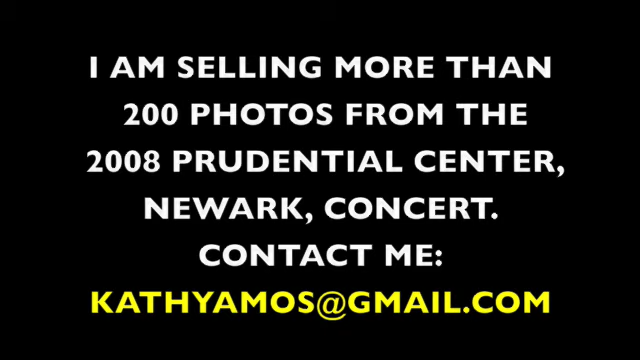 I AM SELLING MORE THAN
200 PHOTOS FROM THE
2008 PRUDENTIAL CENTER,
NEWARK, CONCERT.
CONTACT ME:
KATHYAMOS@GMAIL.COM